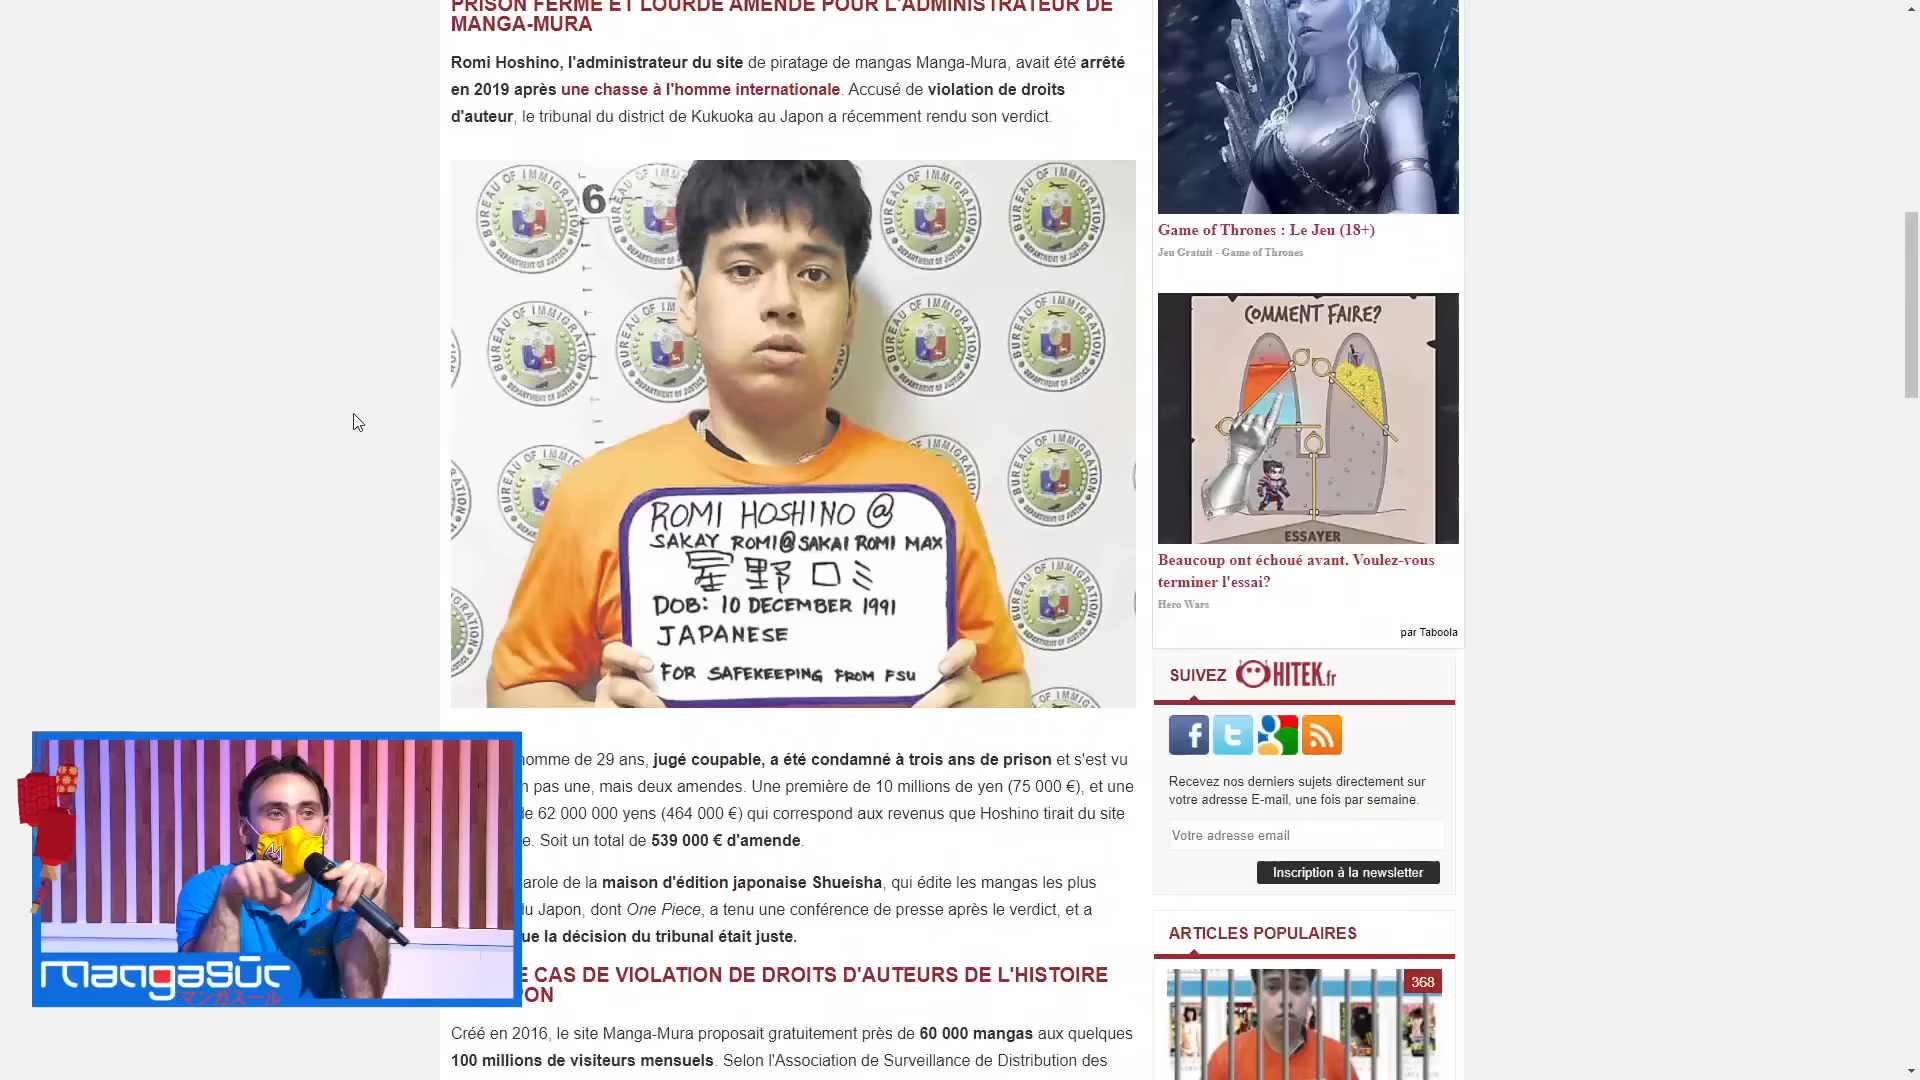 PRISON FERME ET LOURDE AMENDE POUR L'ADMINISTRATEUR DE
MANGA-MURA
Romi Hoshino, l'administrateur du site de piratage de mangas Manga-Mura, avait été arrêté
en 2019 après une chasse à l'homme internationale. Accusé de violation de droits
d'auteur, le tribunal du district de Kukuoka au Japon a récemment rendu son verdict.
6
BUREAU OF IMMIGRATION
DEPARTMENT OF JUSTICE
ROMI HOSHINO @
SAKAY ROMI@SAKAI ROMI MAX
星野ロミ
DOB: 10 DECEMBER 1991
JAPANESE
FOR SAFEKEEPING FROM FSU
omme de 29 ans, jugé coupable, a été condamné à trois ans de prison et s'est vu
pas une, mais deux amendes. Une première de 10 millions de yen (75 000 €), et une
de 62 000 000 yens (464 000 €) qui correspond aux revenus que Hoshino tirait du site
e. Soit un total de 539 000 € d'amende.
arole de la maison d'édition japonaise Shueisha, qui édite les mangas les plus
du Japon, dont One Piece, a tenu une conférence de presse après le verdict, et a
ue la décision du tribunal était juste.
E CAS DE VIOLATION DE DROITS D'AUTEURS DE L'HISTOIRE
PON
Créé en 2016, le site Manga-Mura proposait gratuitement près de 60 000 mangas aux quelques
100 millions de visiteurs mensuels. Selon l'Association de Surveillance de Distribution des
mangasūr
マンガスール
Game of Thrones : Le Jeu (18+)
Jeu Gratuit - Game of Thrones
COMMENT FAIRE?
ESSAYER
Beaucoup ont échoué avant. Voulez-vous
terminer l'essai?
Hero Wars
par Taboola
SUIVEZ HITEK.fr
Recevez nos derniers sujets directement sur
votre adresse E-mail, une fois par semaine.
Votre adresse email
Inscription à la newsletter
ARTICLES POPULAIRES
368